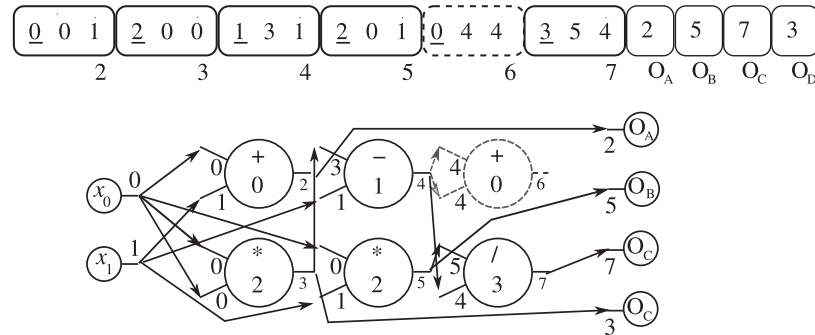 0 0 1 2 0 0 1 3 1 2 0 1 0 4 4 3 5 4 2 5 7 3
2 3 4 5 6 7 O_A O_B O_C O_D
+ − + O_A
x_0 0 0 0 2 3 1 4 4 0 6 2
1 1 4 O_B
x_1 1 * * / 5
0 2 3 0 2 5 5 3 7 O_C
0 1 4 7
O_C
3